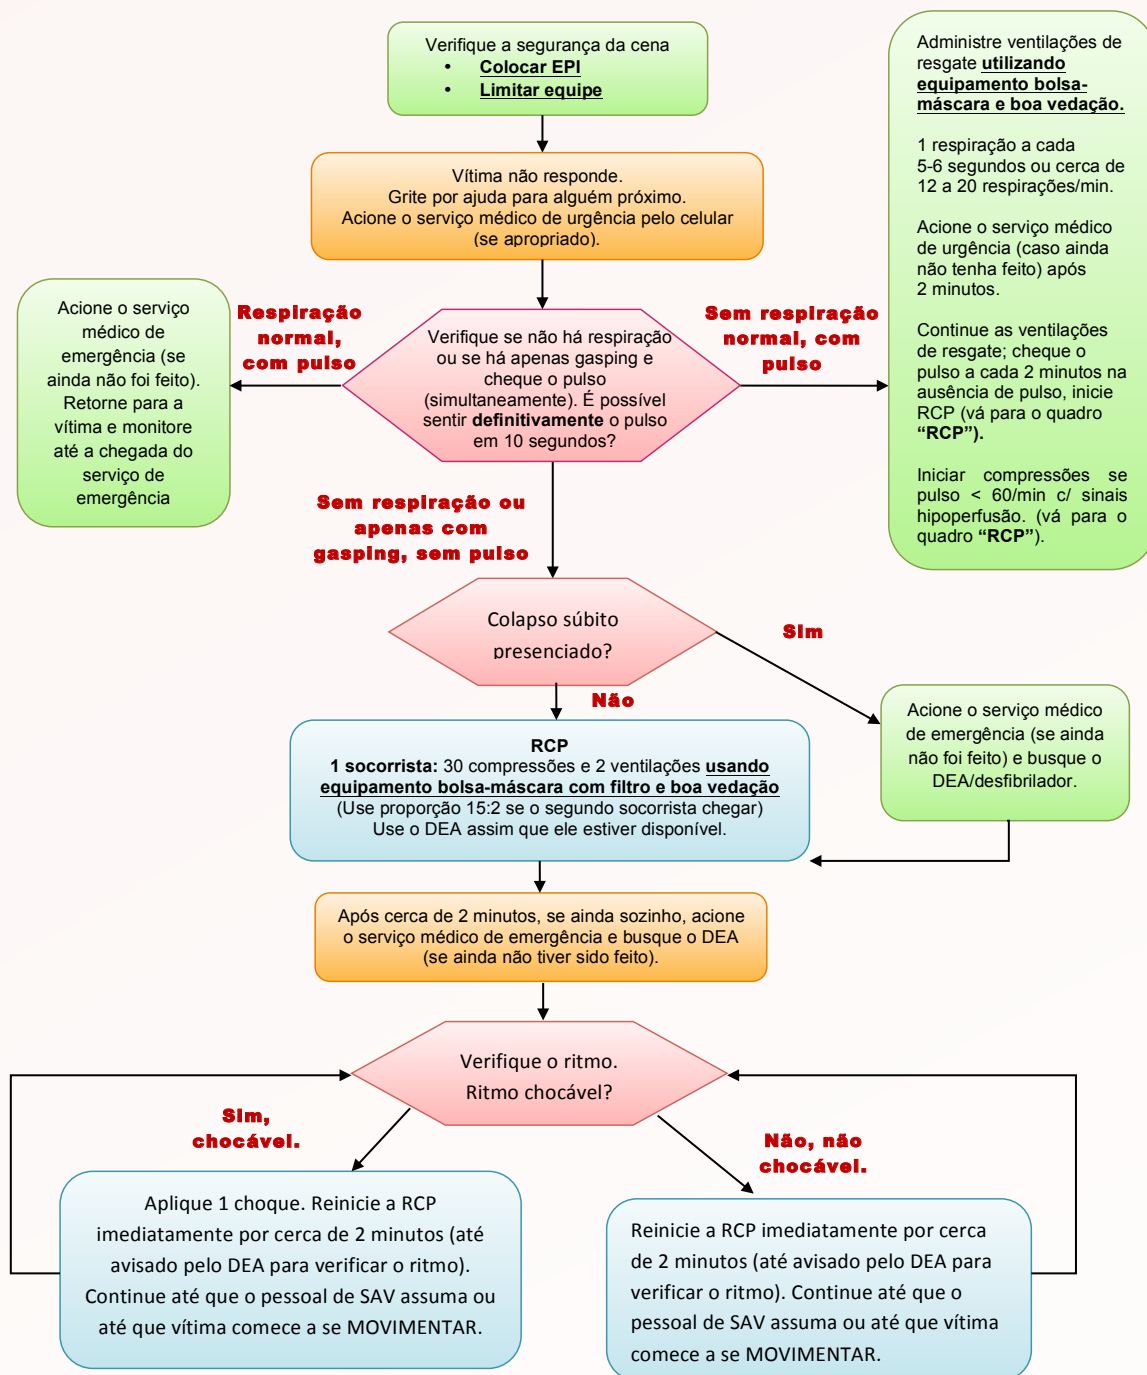 Verifique a segurança da cena
• Colocar EPI
• Limitar equipe
Vítima não responde.
Grite por ajuda para alguém próximo.
Acione o serviço médico de urgência pelo celular
(se apropriado).
Verifique se não há respiração
ou se há apenas gasping e
cheque o pulso
(simultaneamente). É possível
sentir definitivamente o pulso
em 10 segundos?
Respiração
normal,
com pulso
Acione o serviço
médico de
emergência (se
ainda não foi feito).
Retorne para a
vítima e monitore
até a chegada do
serviço de
emergência
Sem respiração
normal, com
pulso
Administre ventilações de
resgate utilizando
equipamento bolsa-
máscara e boa vedação.
1 respiração a cada
5-6 segundos ou cerca de
12 a 20 respirações/min.
Acione o serviço médico
de urgência (caso ainda
não tenha feito) após
2 minutos.
Continue as ventilações
de resgate; cheque o
pulso a cada 2 minutos na
ausência de pulso, inicie
RCP (vá para o quadro
“RCP”).
Iniciar compressões se
pulso < 60/min c/ sinais
hipoperfusão. (vá para o
quadro “RCP”).
Sem respiração ou
apenas com
gasping, sem pulso
Colapso súbito
presenciado?
Sim
Não
Acione o serviço médico
de emergência (se ainda
não foi feito) e busque o
DEA/desfibrilador.
RCP
1 socorrista: 30 compressões e 2 ventilações usando
equipamento bolsa-máscara com filtro e boa vedação
(Use proporção 15:2 se o segundo socorrista chegar)
Use o DEA assim que ele estiver disponível.
Após cerca de 2 minutos, se ainda sozinho, acione
o serviço médico de emergência e busque o DEA
(se ainda não tiver sido feito).
Verifique o ritmo.
Ritmo chocável?
Sim,
chocável.
Não, não
chocável.
Aplique 1 choque. Reinicie a RCP
imediatamente por cerca de 2 minutos (até
avisado pelo DEA para verificar o ritmo).
Continue até que o pessoal de SAV assuma ou
até que vítima comece a se MOVIMENTAR.
Reinicie a RCP imediatamente por cerca
de 2 minutos (até avisado pelo DEA para
verificar o ritmo). Continue até que o
pessoal de SAV assuma ou até que vítima
comece a se MOVIMENTAR.